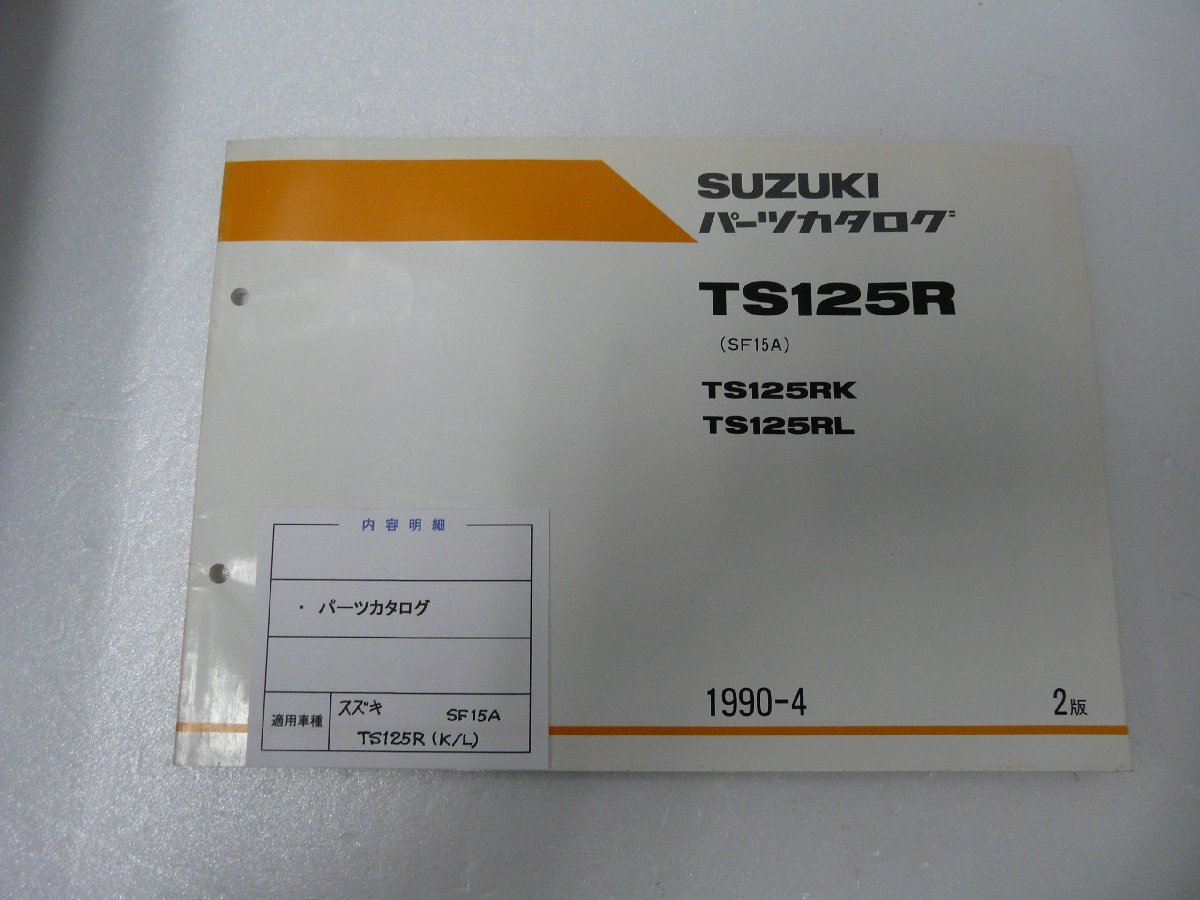 SUZUKI
パーツカタログ
TS125R
(SF15A)
TS125RK
TS125RL
1990-4
2版
内容明細
・ パーツカタログ
適用車種
スズキ SF15A
TS125R (K/L)